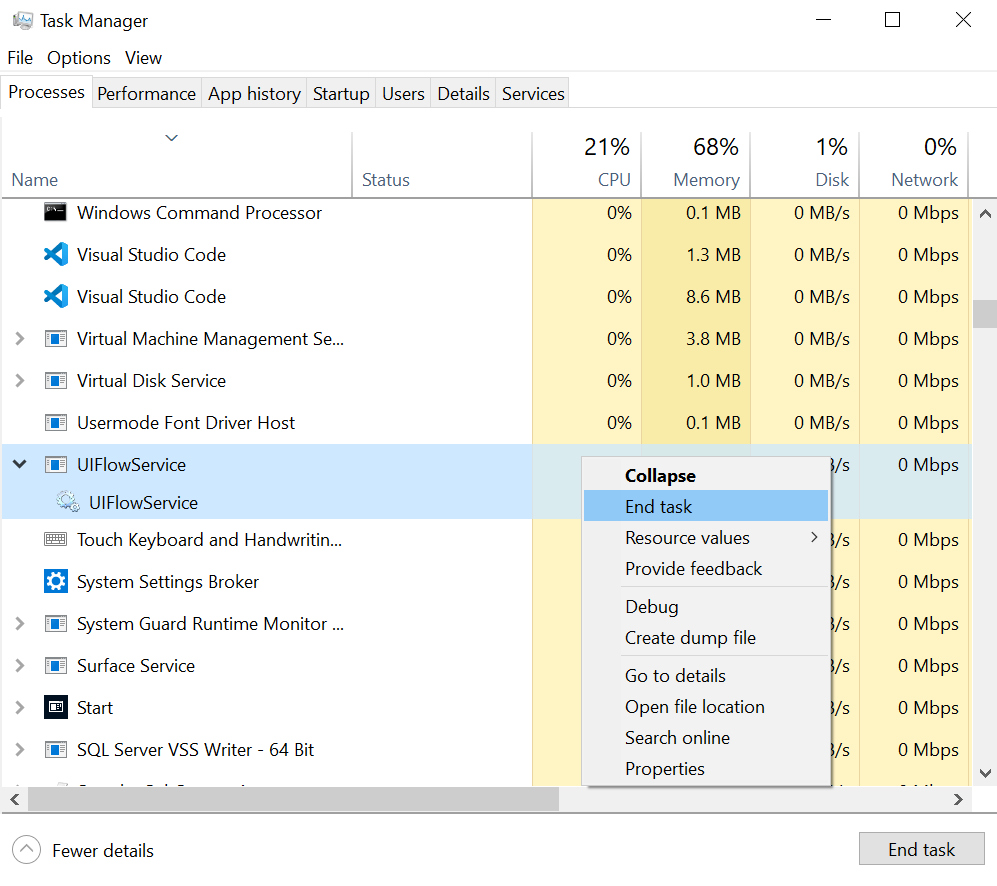 Task Manager
File Options View
Processes Performance App history Startup Users Details Services
21% 68% 1% 0%
Name Status CPU Memory Disk Network
Windows Command Processor 0% 0.1 MB 0 MB/s 0 Mbps
Visual Studio Code 0% 1.3 MB 0 MB/s 0 Mbps
Visual Studio Code 0% 8.6 MB 0 MB/s 0 Mbps
Virtual Machine Management Se... 0% 3.8 MB 0 MB/s 0 Mbps
Virtual Disk Service 0% 1.0 MB 0 MB/s 0 Mbps
Usermode Font Driver Host 0% 0.1 MB 0 MB/s 0 Mbps
UIFlowService 0 Mbps
UIFlowService
Touch Keyboard and Handwritin... 0 Mbps
System Settings Broker 0 Mbps
System Guard Runtime Monitor ... 0 Mbps
Surface Service 0 Mbps
Start 0 Mbps
SQL Server VSS Writer - 64 Bit 0 Mbps
Collapse
End task
Resource values
Provide feedback
Debug
Create dump file
Go to details
Open file location
Search online
Properties
Fewer details End task